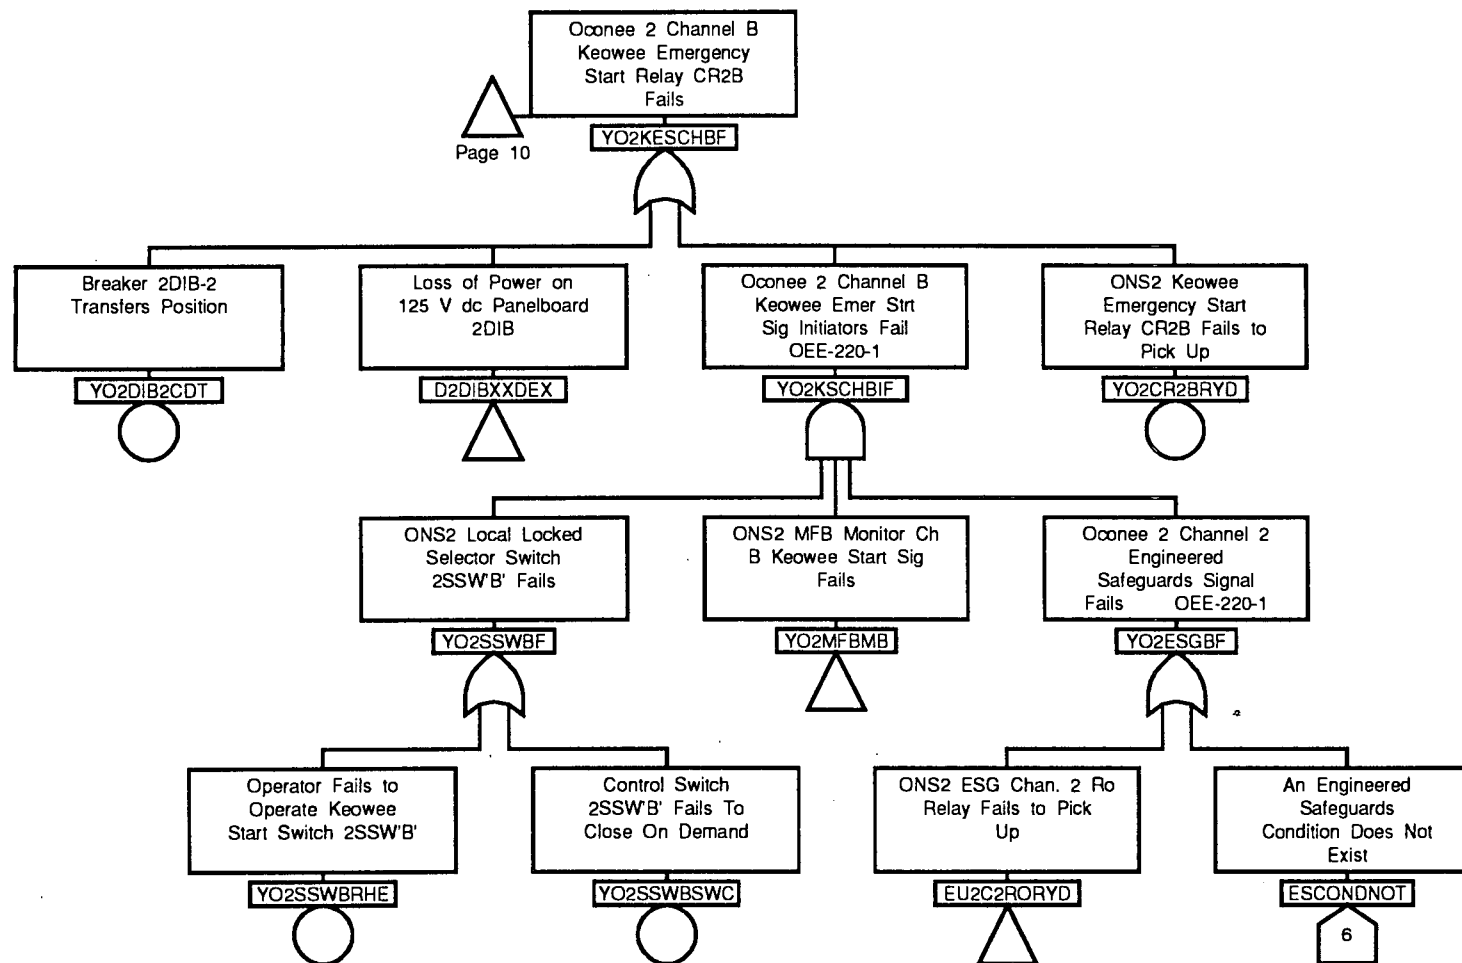 Oconee 2 Channel B
Keowee Emergency
Start Relay CR2B
Fails
Page 10
YO2KESCHBF
Breaker 2DIB-2
Transfers Position
YO2DIB2CDT
Loss of Power on
125 V dc Panelboard
2DIB
D2DIBXXDEX
Oconee 2 Channel B
Keowee Emer Strt
Sig Initiators Fail
OEE-220-1
YO2KSCHBIF
ONS2 Keowee
Emergency Start
Relay CR2B Fails to
Pick Up
YO2CR2BRYD
ONS2 Local Locked
Selector Switch
2SSW'B' Fails
YO2SSWBF
ONS2 MFB Monitor Ch
B Keowee Start Sig
Fails
YO2MFBMB
Oconee 2 Channel 2
Engineered
Safeguards Signal
Fails OEE-220-1
YO2ESGBF
Operator Fails to
Operate Keowee
Start Switch 2SSW'B'
YO2SSWBRHE
Control Switch
2SSW'B' Fails To
Close On Demand
YO2SSWBSWC
ONS2 ESG Chan. 2 Ro
Relay Fails to Pick
Up
EU2C2RORYD
An Engineered
Safeguards
Condition Does Not
Exist
ESCONDNOT
6